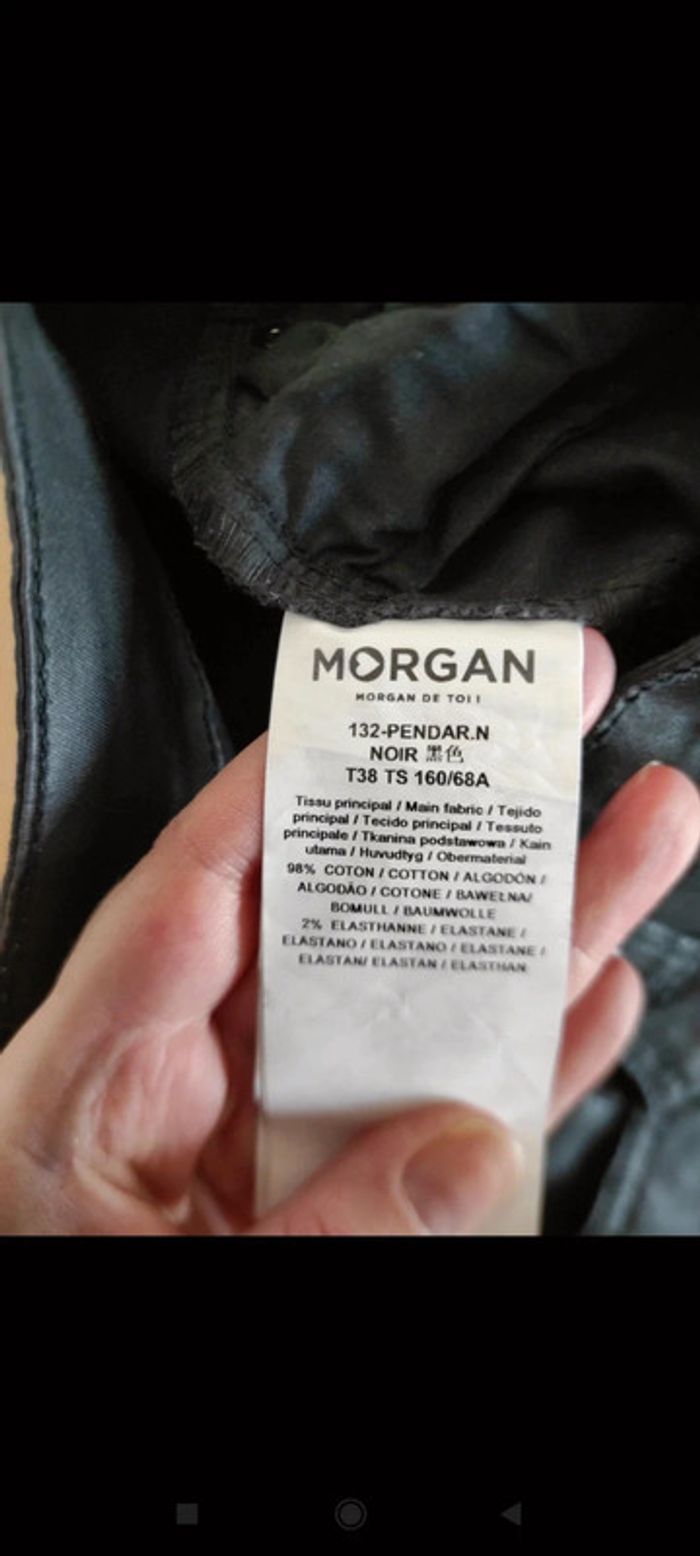 MORGAN
MORGAN DE TOI !
132-PENDAR.N
NOIR 黑色
T38 TS 160/68A
Tissu principal / Main fabric / Tejido
principal / Tecido principal / Tessuto
principale / Tkanina podstawowa / Kain
utama / Huvudtyg / Obermaterial
98% COTON / COTTON / ALGODÓN /
ALGODÃO / COTONE / BAWEŁNA/
BOMULL / BAUMWOLLE
2% ELASTHANNE / ELASTANE /
ELASTANO / ELASTANO / ELASTANE /
ELASTAN/ ELASTAN / ELASTHAN